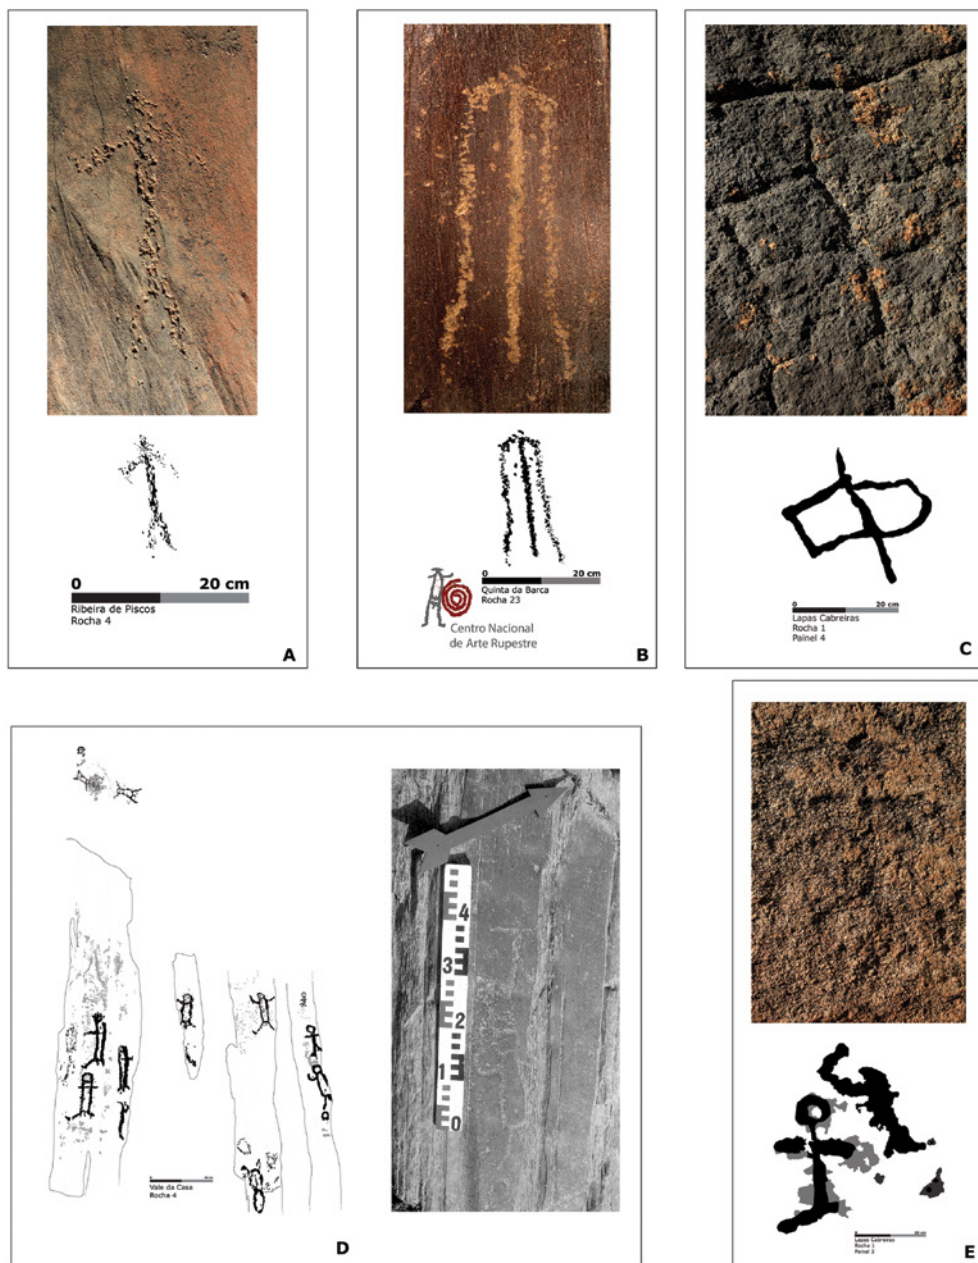 0 20 cm
Ribeira de Piscos
Rocha 4
A
0 20 cm
Quinta da Barca
Rocha 23
Centro Nacional
de Arte Rupestre
B
0 20 cm
Lapas Cabreiras
Rocha 1
Painel 4
C
Vale da Casa
Rocha 4
4
3
2
1
0
D
Lapas Cabreiras
Rocha 1
Painel 3
E